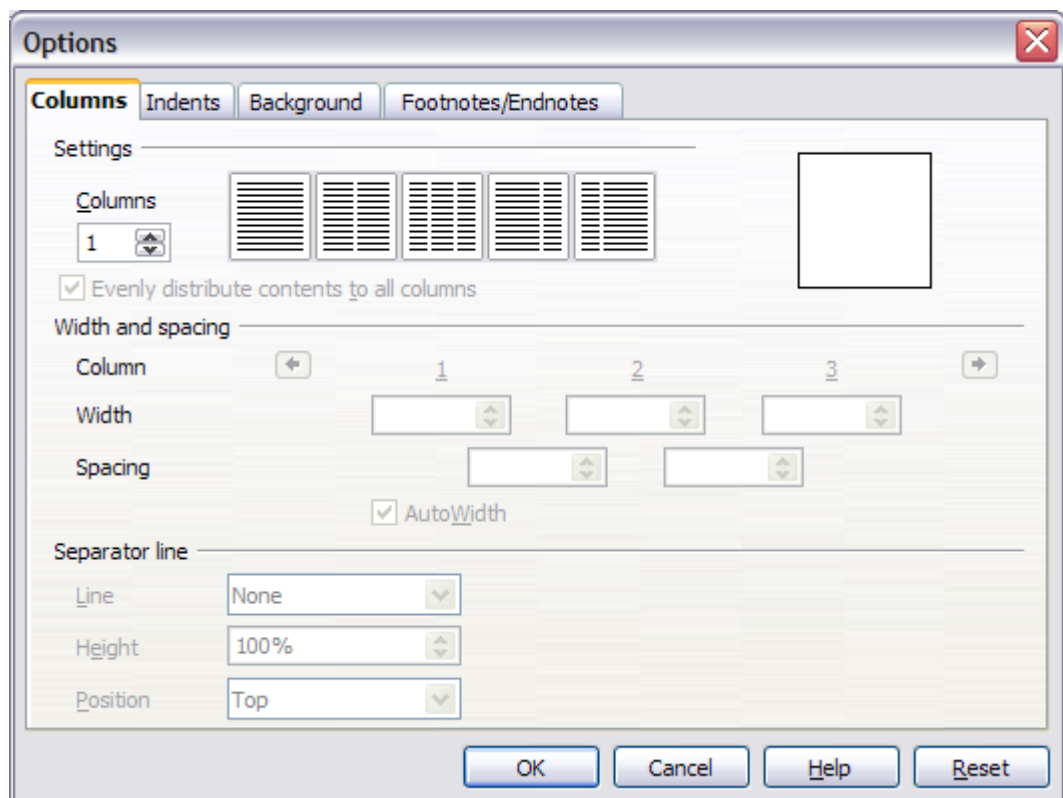 Options
Columns Indents Background Footnotes/Endnotes
Settings
Columns
1
Evenly distribute contents to all columns
Width and spacing
Column 1 2 3
Width
Spacing
AutoWidth
Separator line
Line None
Height 100%
Position Top
OK Cancel Help Reset